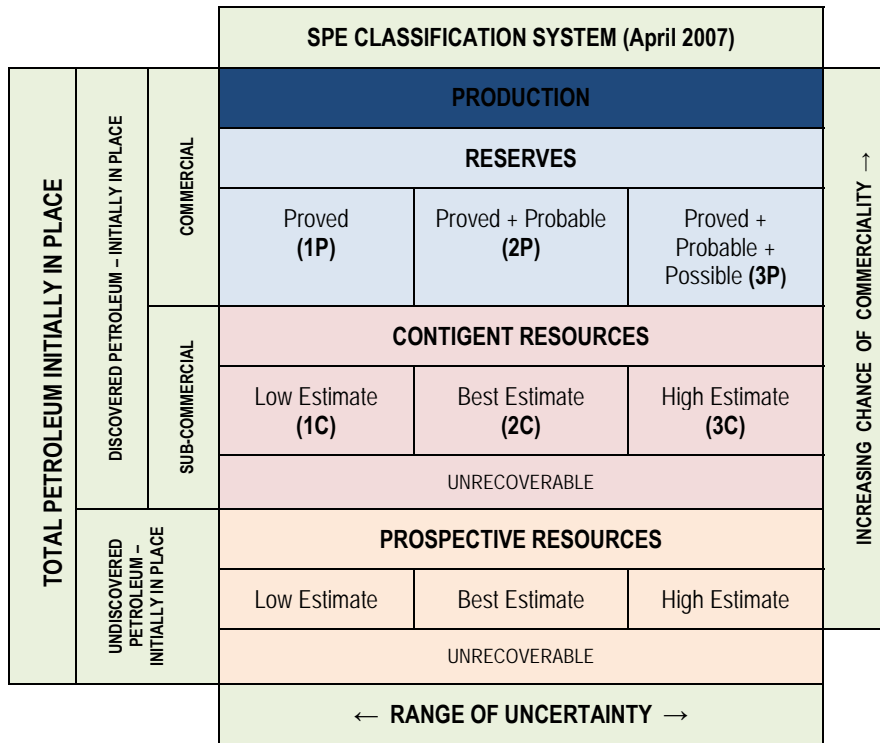 SPE CLASSIFICATION SYSTEM (April 2007)
TOTAL PETROLEUM INITIALLY IN PLACE
DISCOVERED PETROLEUM – INITIALLY IN PLACE
COMMERCIAL
PRODUCTION
RESERVES
Proved
(1P)
Proved + Probable
(2P)
Proved +
Probable +
Possible (3P)
SUB-COMMERCIAL
CONTIGENT RESOURCES
Low Estimate
(1C)
Best Estimate
(2C)
High Estimate
(3C)
UNRECOVERABLE
UNDISCOVERED
PETROLEUM –
INITIALLY IN PLACE
PROSPECTIVE RESOURCES
Low Estimate
Best Estimate
High Estimate
UNRECOVERABLE
INCREASING CHANCE OF COMMERCIALITY →
← RANGE OF UNCERTAINTY →